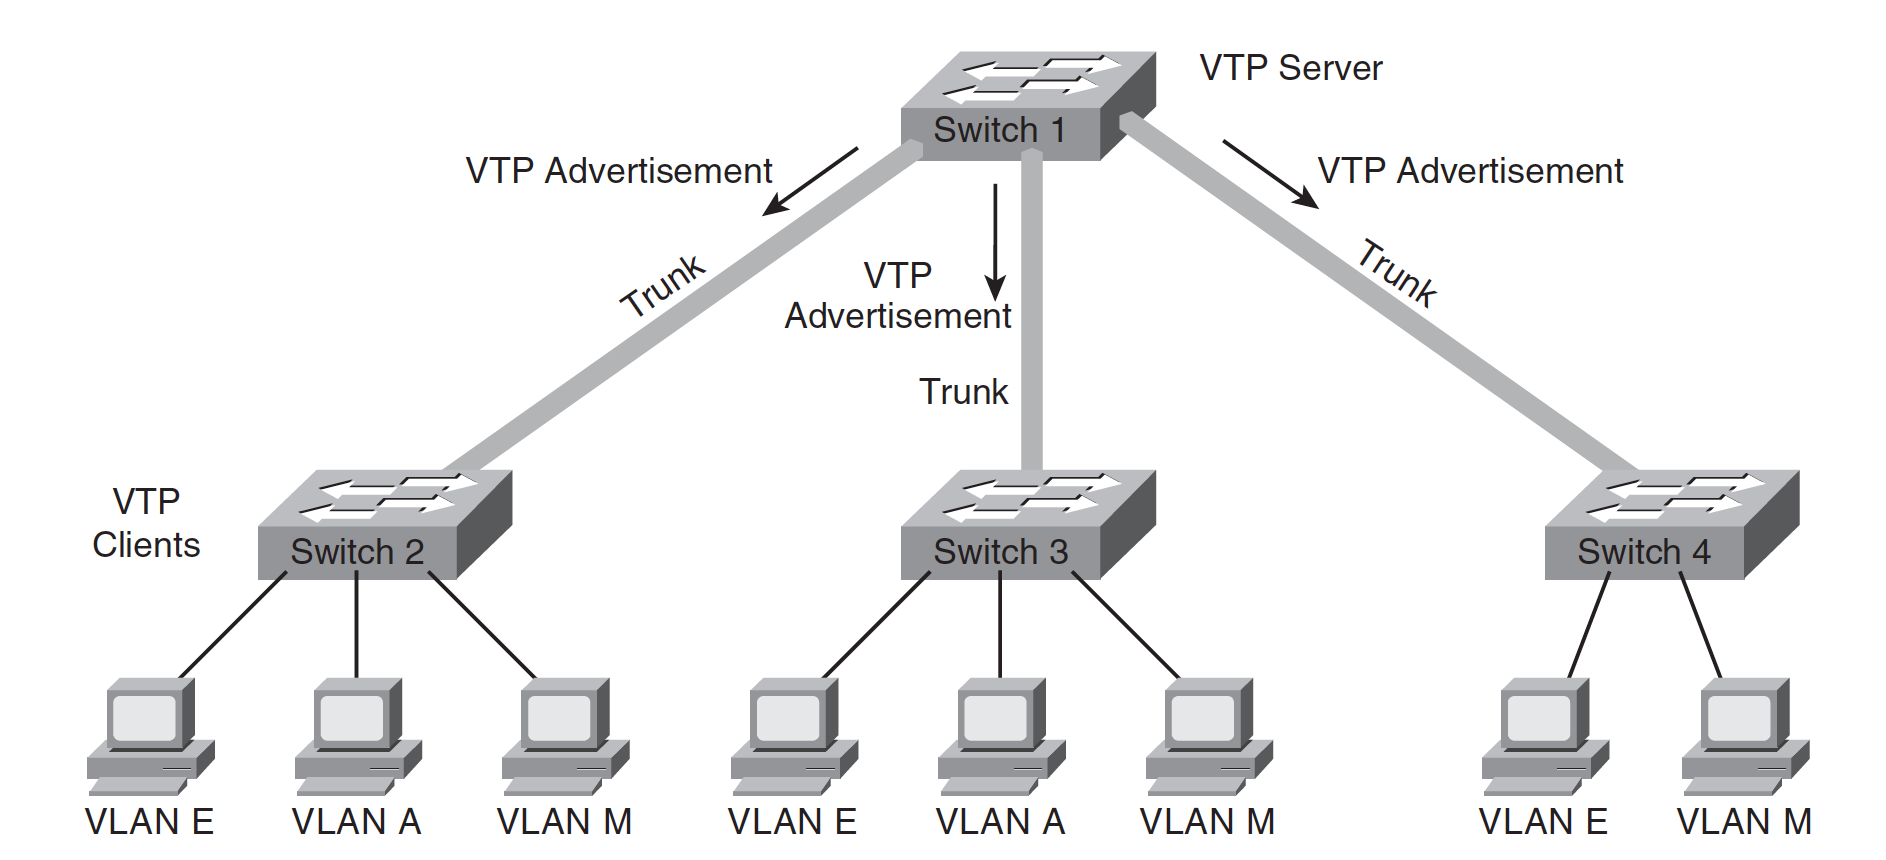 VTP Server
Switch 1
VTP Advertisement
VTP Advertisement
Trunk
VTP
Advertisement
Trunk
Trunk
VTP
Clients
Switch 2
Switch 3
Switch 4
VLAN E
VLAN A
VLAN M
VLAN E
VLAN A
VLAN M
VLAN E
VLAN M